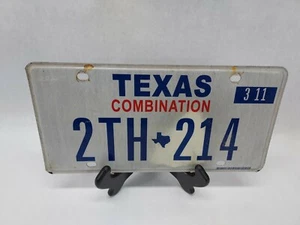 TEXAS
COMBINATION
3 11
2TH 214